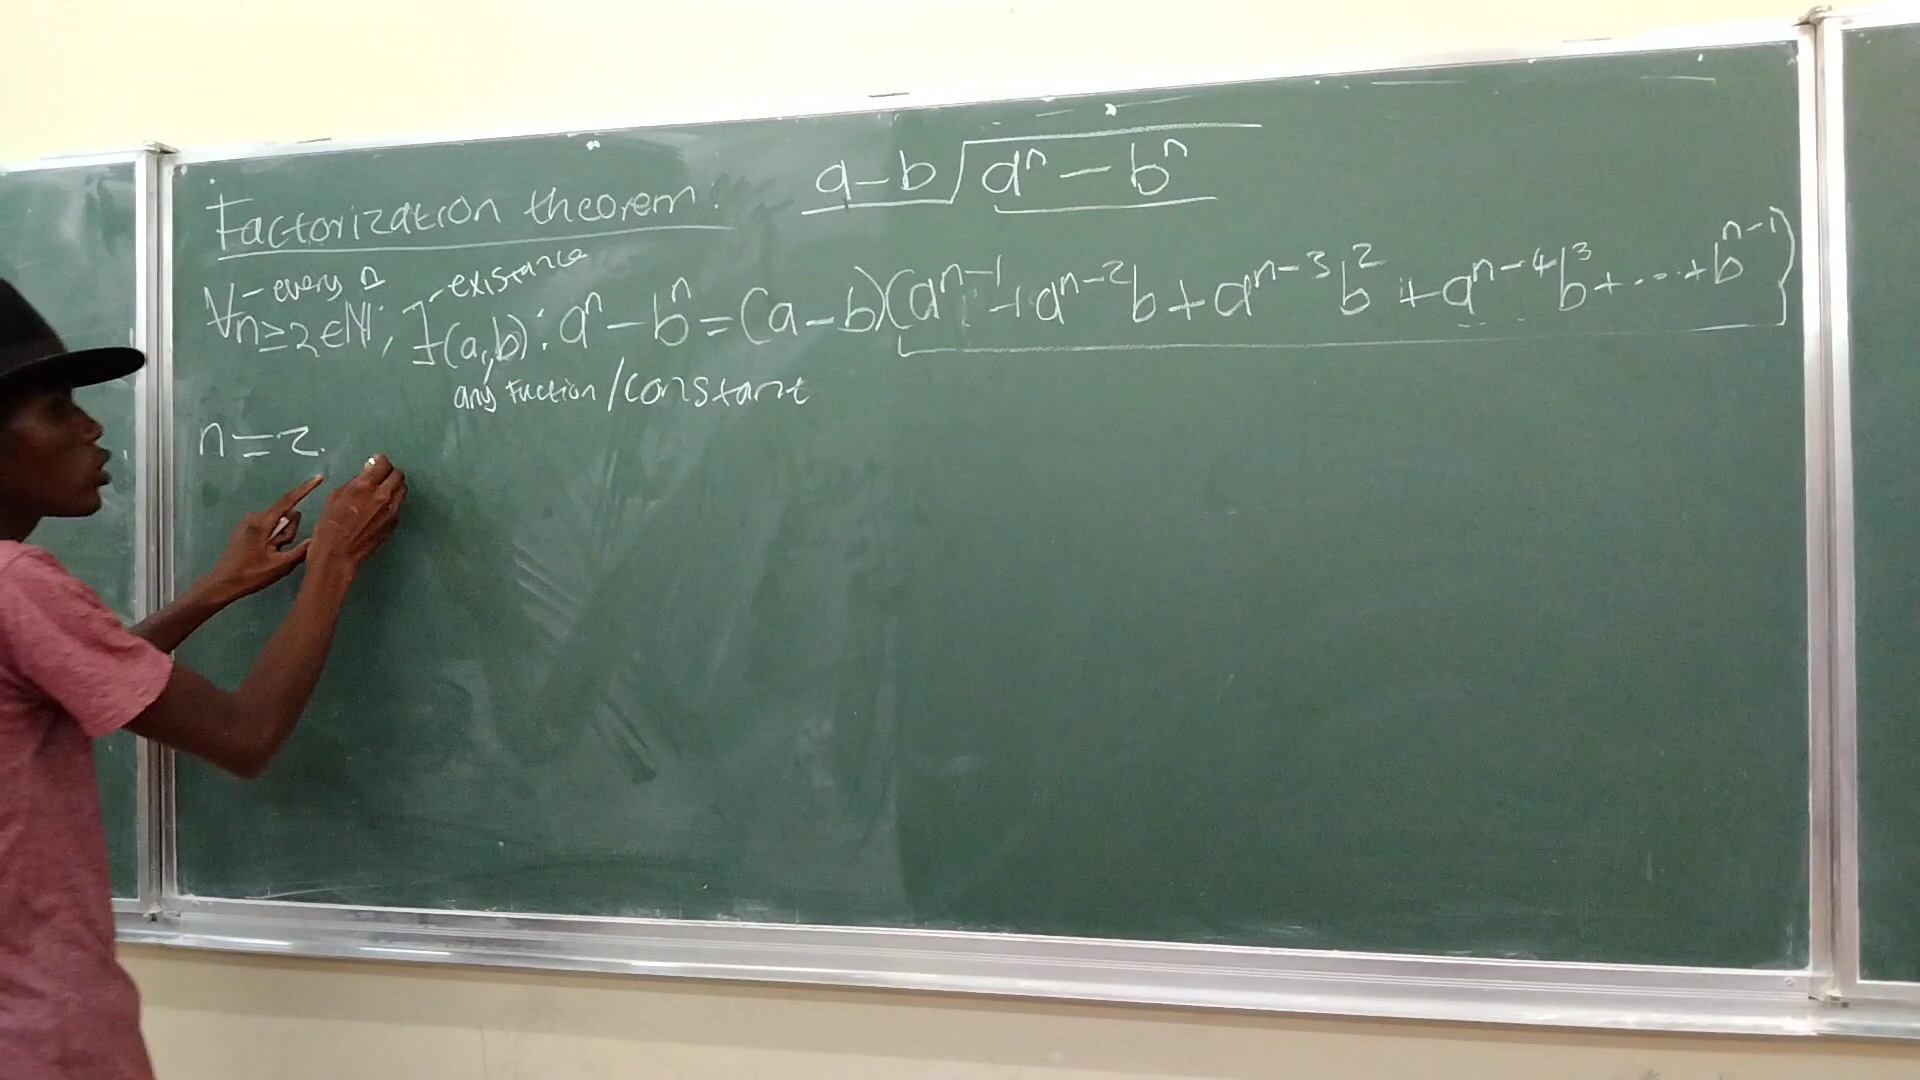 Factorization theorem:
a-b / aⁿ - bⁿ
- every n
- existance
∀n≥2∈ℕ, ∃(a,b): aⁿ-bⁿ=(a-b)(aⁿ⁻¹+aⁿ⁻²b+aⁿ⁻³b²+aⁿ⁻⁴b³+...+bⁿ⁻¹)
any Fuction/constant
n=2